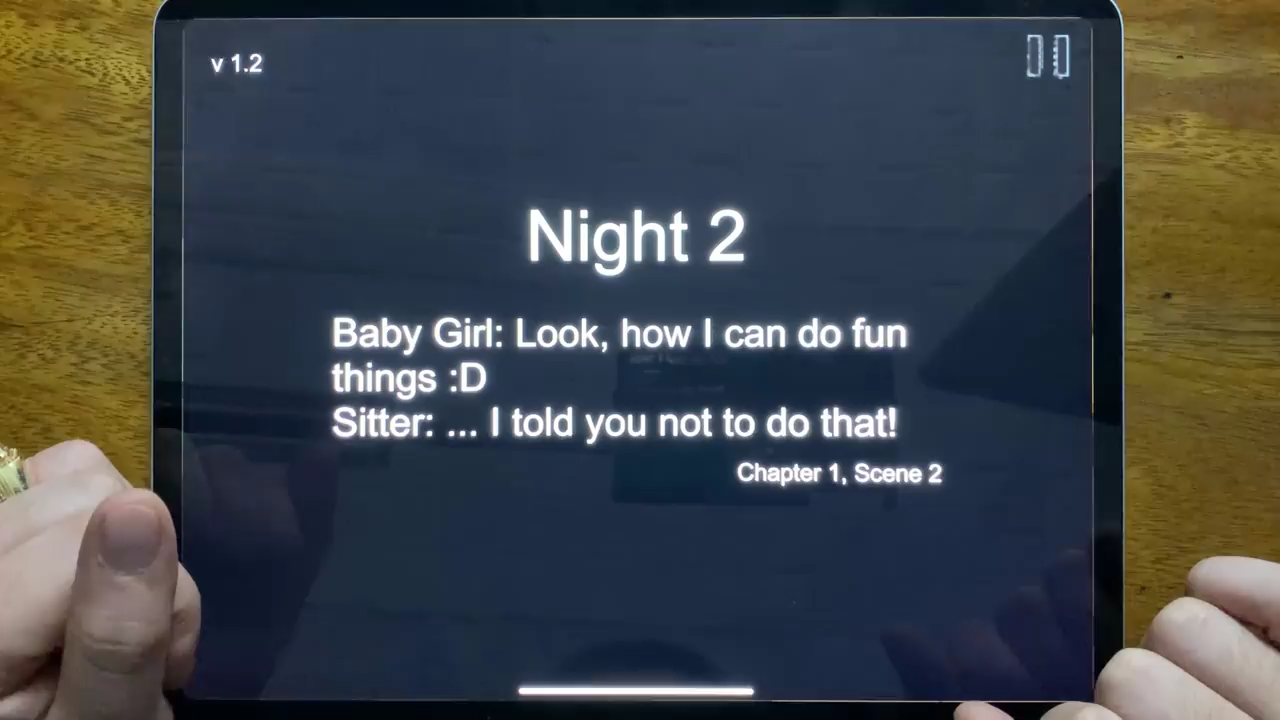 v 1.2
Night 2
Baby Girl: Look, how I can do fun
things :D
Sitter: ... I told you not to do that!
Chapter 1, Scene 2